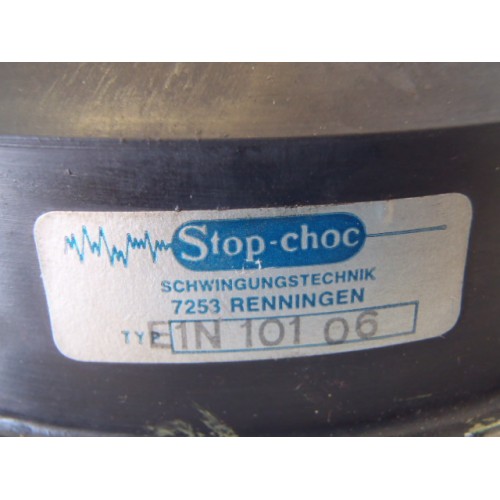 Stop-choc
SCHWINGUNGSTECHNIK
7253 RENNINGEN
TYP E1N 101 06